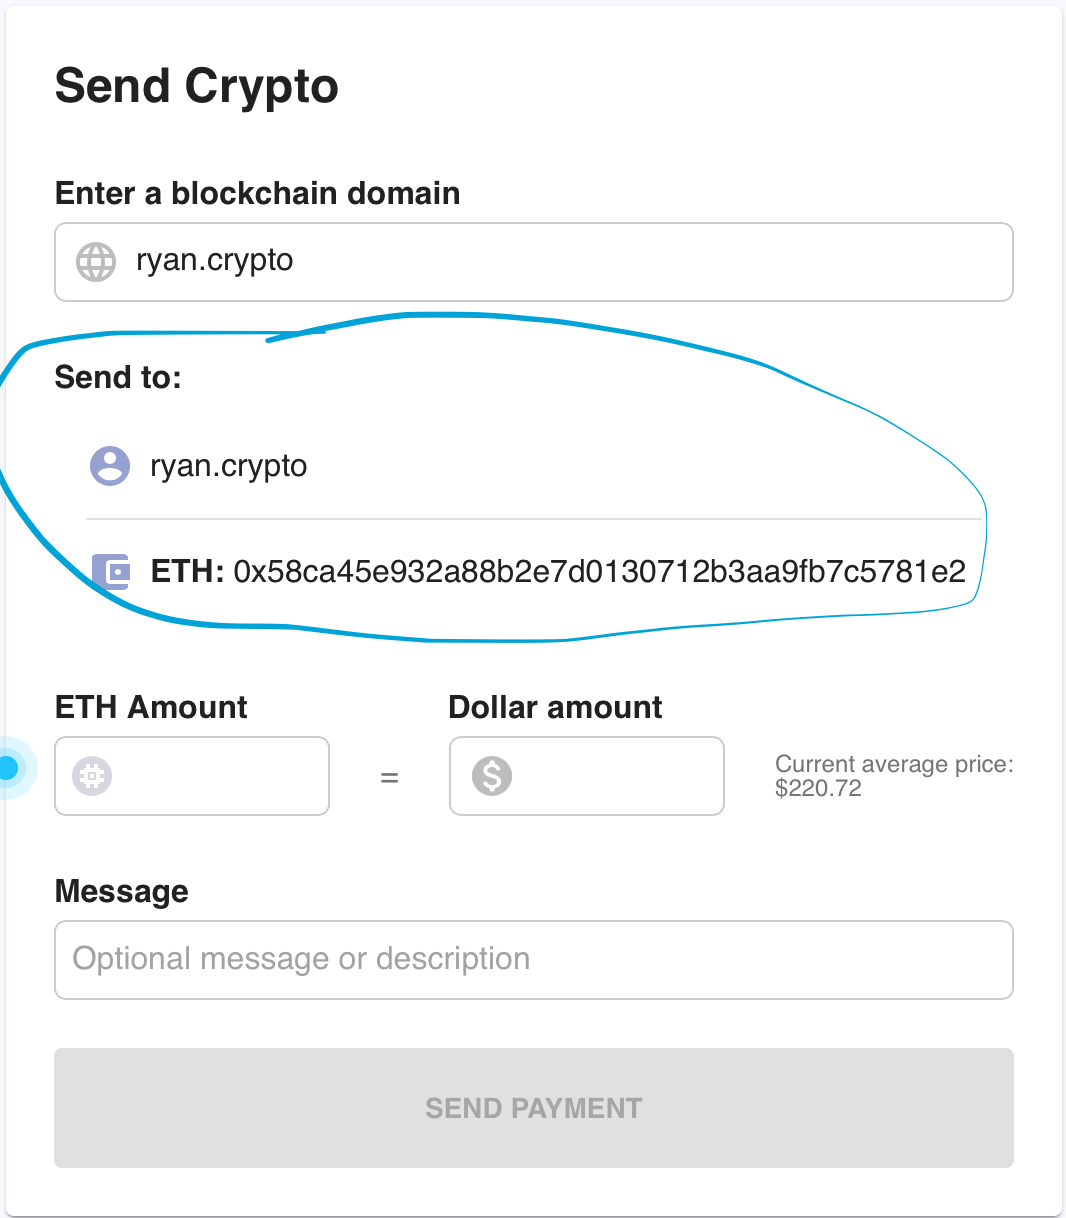 Send Crypto
Enter a blockchain domain
ryan.crypto
Send to:
ryan.crypto
ETH: 0x58ca45e932a88b2e7d0130712b3aa9fb7c5781e2
ETH Amount
Dollar amount
=
$
Current average price:
$220.72
Message
Optional message or description
SEND PAYMENT